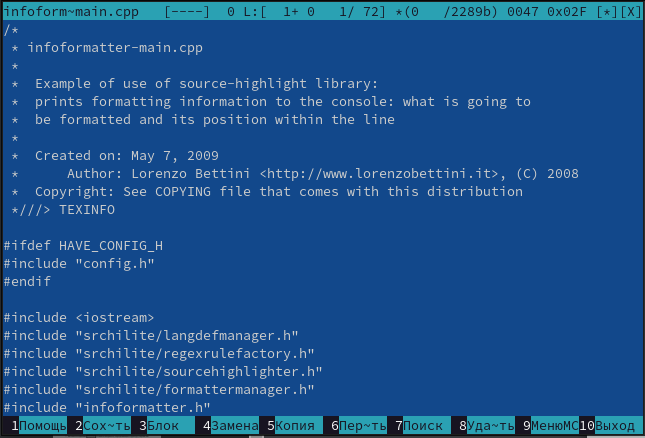 infoform~main.cpp [----] 0 L:[ 1+ 0 1/ 72] *(0 /2289b) 0047 0x02F [*][X]
/*
 * infoformatter-main.cpp
 *
 *  Example of use of source-highlight library:
 *  prints formatting information to the console: what is going to
 *  be formatted and its position within the line
 *
 *  Created on: May 7, 2009
 *      Author: Lorenzo Bettini <http://www.lorenzobettini.it>, (C) 2008
 *  Copyright: See COPYING file that comes with this distribution
 *///> TEXINFO
#ifdef HAVE_CONFIG_H
#include "config.h"
#endif
#include <iostream>
#include "srchilite/langdefmanager.h"
#include "srchilite/regexrulefactory.h"
#include "srchilite/sourcehighlighter.h"
#include "srchilite/formattermanager.h"
#include "infoformatter.h"
1Помощь 2Сох~ть 3Блок 4Замена 5Копия 6Пер~ть 7Поиск 8Уда~ть 9МенюMC 10Выход